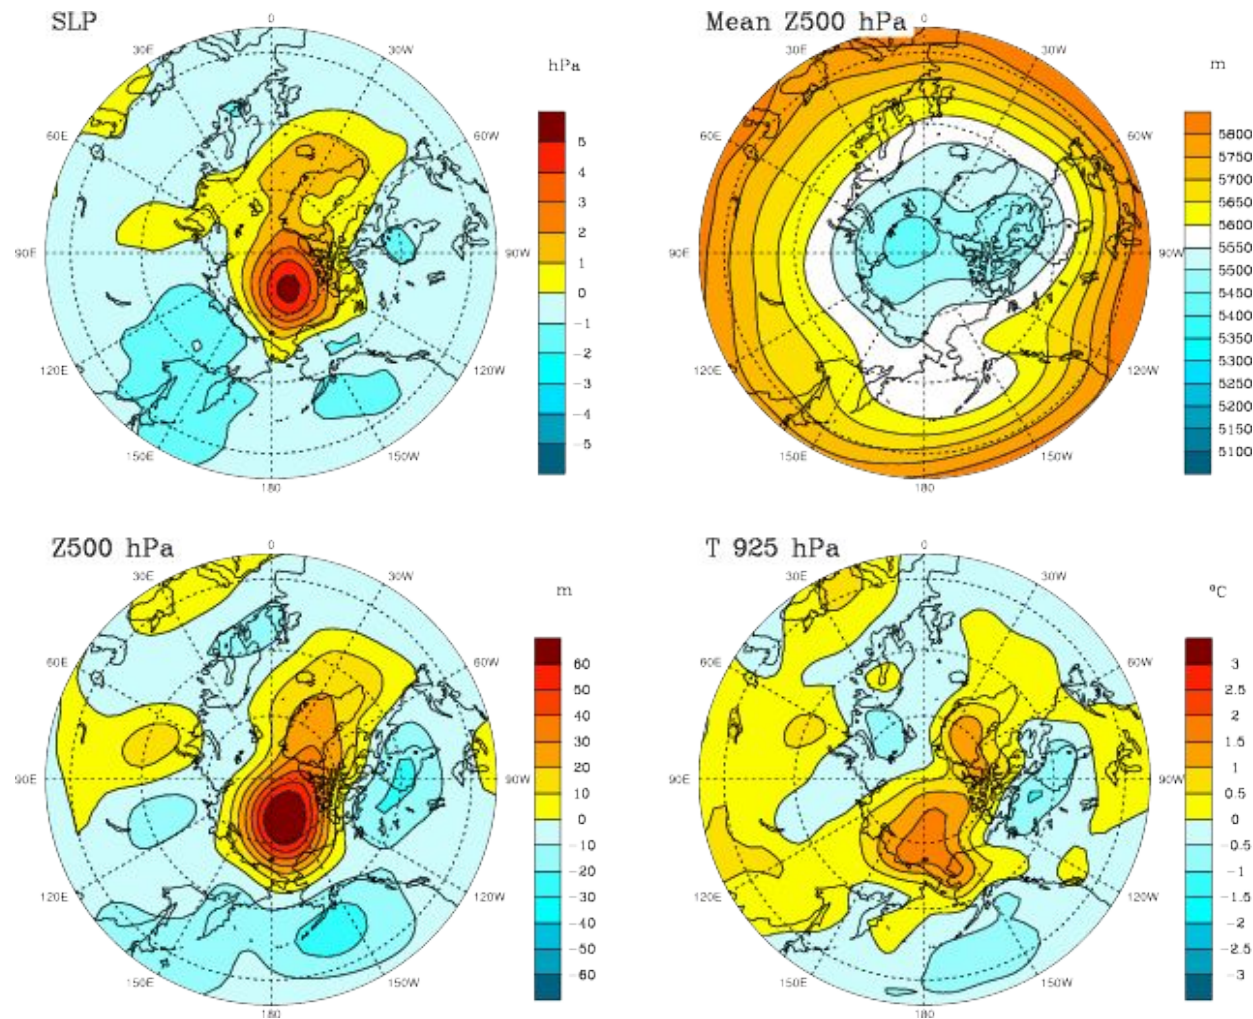 SLP
0
30E
30W
60E
60W
90E
90W
120E
120W
150E
150W
180
hPa
5
4
3
2
1
0
-1
-2
-3
-4
-5
Mean Z500 hPa
0
30E
30W
60E
60W
90E
90W
120E
120W
150E
150W
180
m
5800
5750
5700
5650
5600
5550
5500
5450
5400
5350
5300
5250
5200
5150
5100
Z500 hPa
0
30E
30W
60E
60W
90E
90W
120E
120W
150E
150W
180
m
60
50
40
30
20
10
0
-10
-20
-30
-40
-50
-60
T 925 hPa
0
30E
30W
60E
60W
90E
90W
120E
120W
150E
150W
180
°C
3
2.5
2
1.5
1
0.5
0
-0.5
-1
-1.5
-2
-2.5
-3